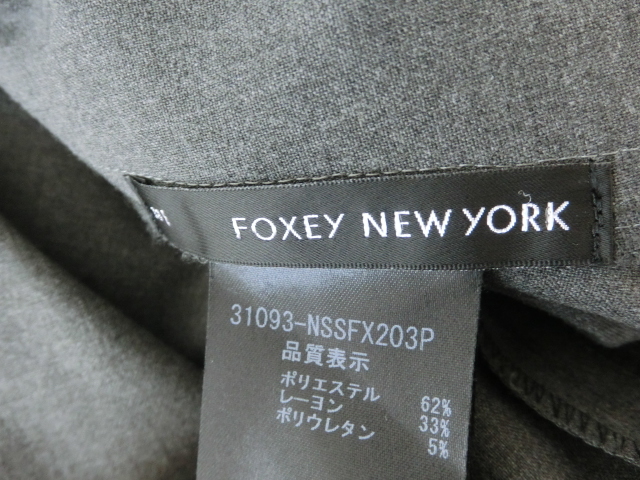 FOXEY NEW YORK
31093-NSSFX203P
品質表示
ポリエステル 62%
レーヨン 33%
ポリウレタン 5%